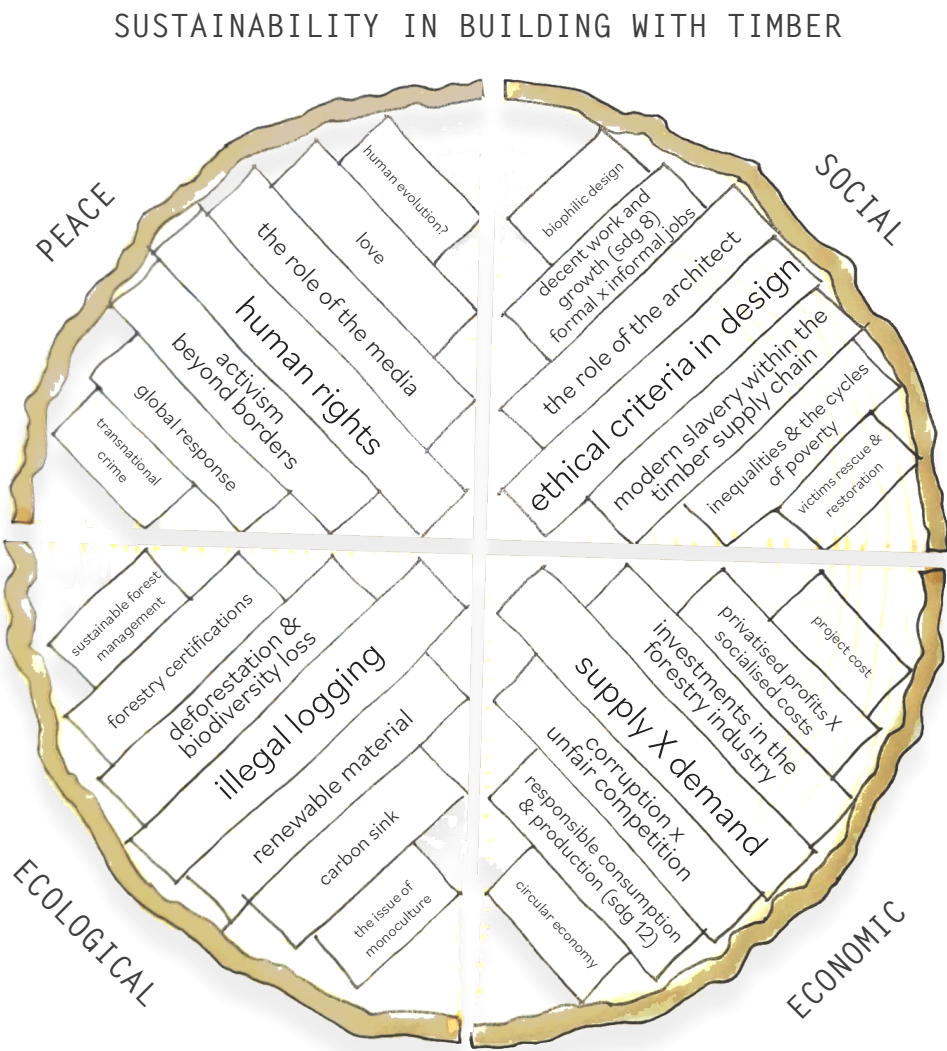 SUSTAINABILITY IN BUILDING WITH TIMBER
PEACE
human evolution?
love
the role of the media
human rights
activism
beyond borders
global response
transnational
crime
SOCIAL
biophilic design
decent work and
growth (sdg 8)
formal x informal jobs
the role of the architect
ethical criteria in design
modern slavery within the
timber supply chain
inequalities & the cycles
of poverty
victims rescue &
restoration
ECOLOGICAL
sustainable forest
management
forestry certifications
deforestation &
biodiversity loss
illegal logging
renewable material
carbon sink
the issue of
monoculture
ECONOMIC
project cost
privatised profits X
socialised costs
investments in the
forestry industry
supply X demand
corruption x
unfair competition
responsible consumption
& production (sdg 12)
circular economy